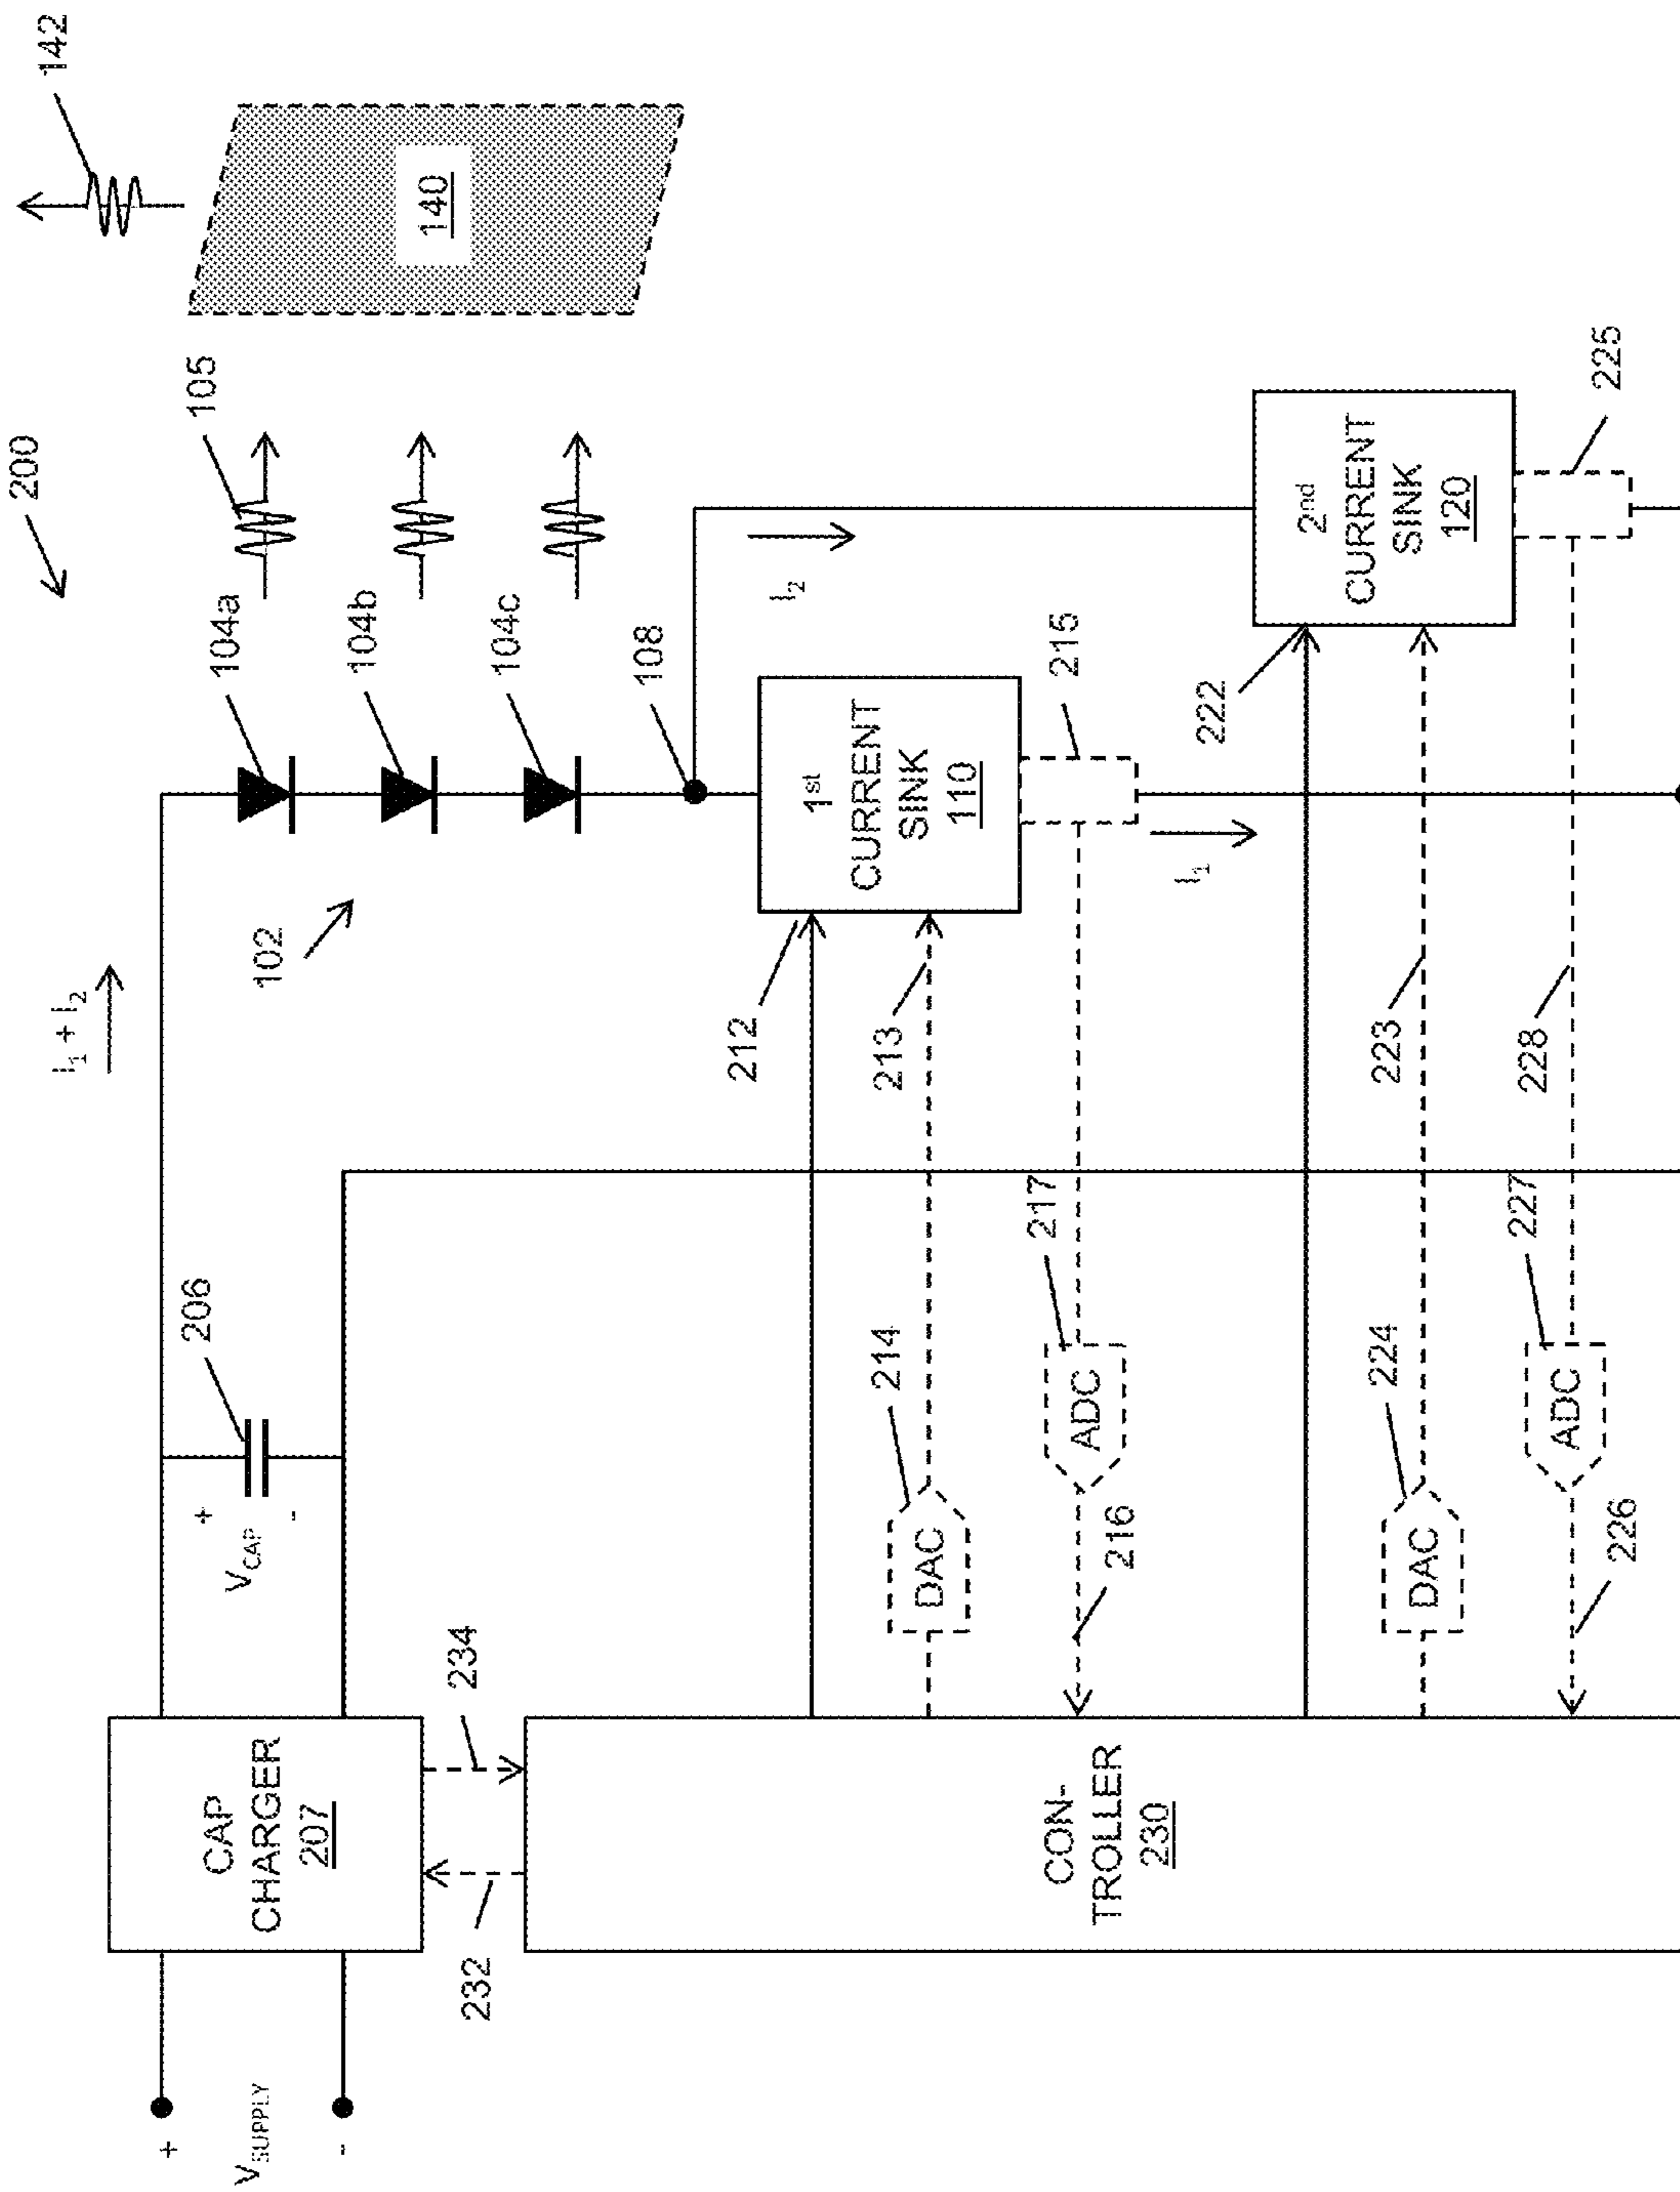 200
142
I₁ + I₂
105
104a
104b
104c
102
108
140
+
V_SUPPLY
-
CAP
CHARGER
207
+
V_CAP
-
206
232
234
CON-
TROLLER
230
212
213
DAC
214
ADC
217
216
1st
CURRENT
SINK
110
215
I₁
I₂
222
223
DAC
224
ADC
227
226
228
2nd
CURRENT
SINK
120
225